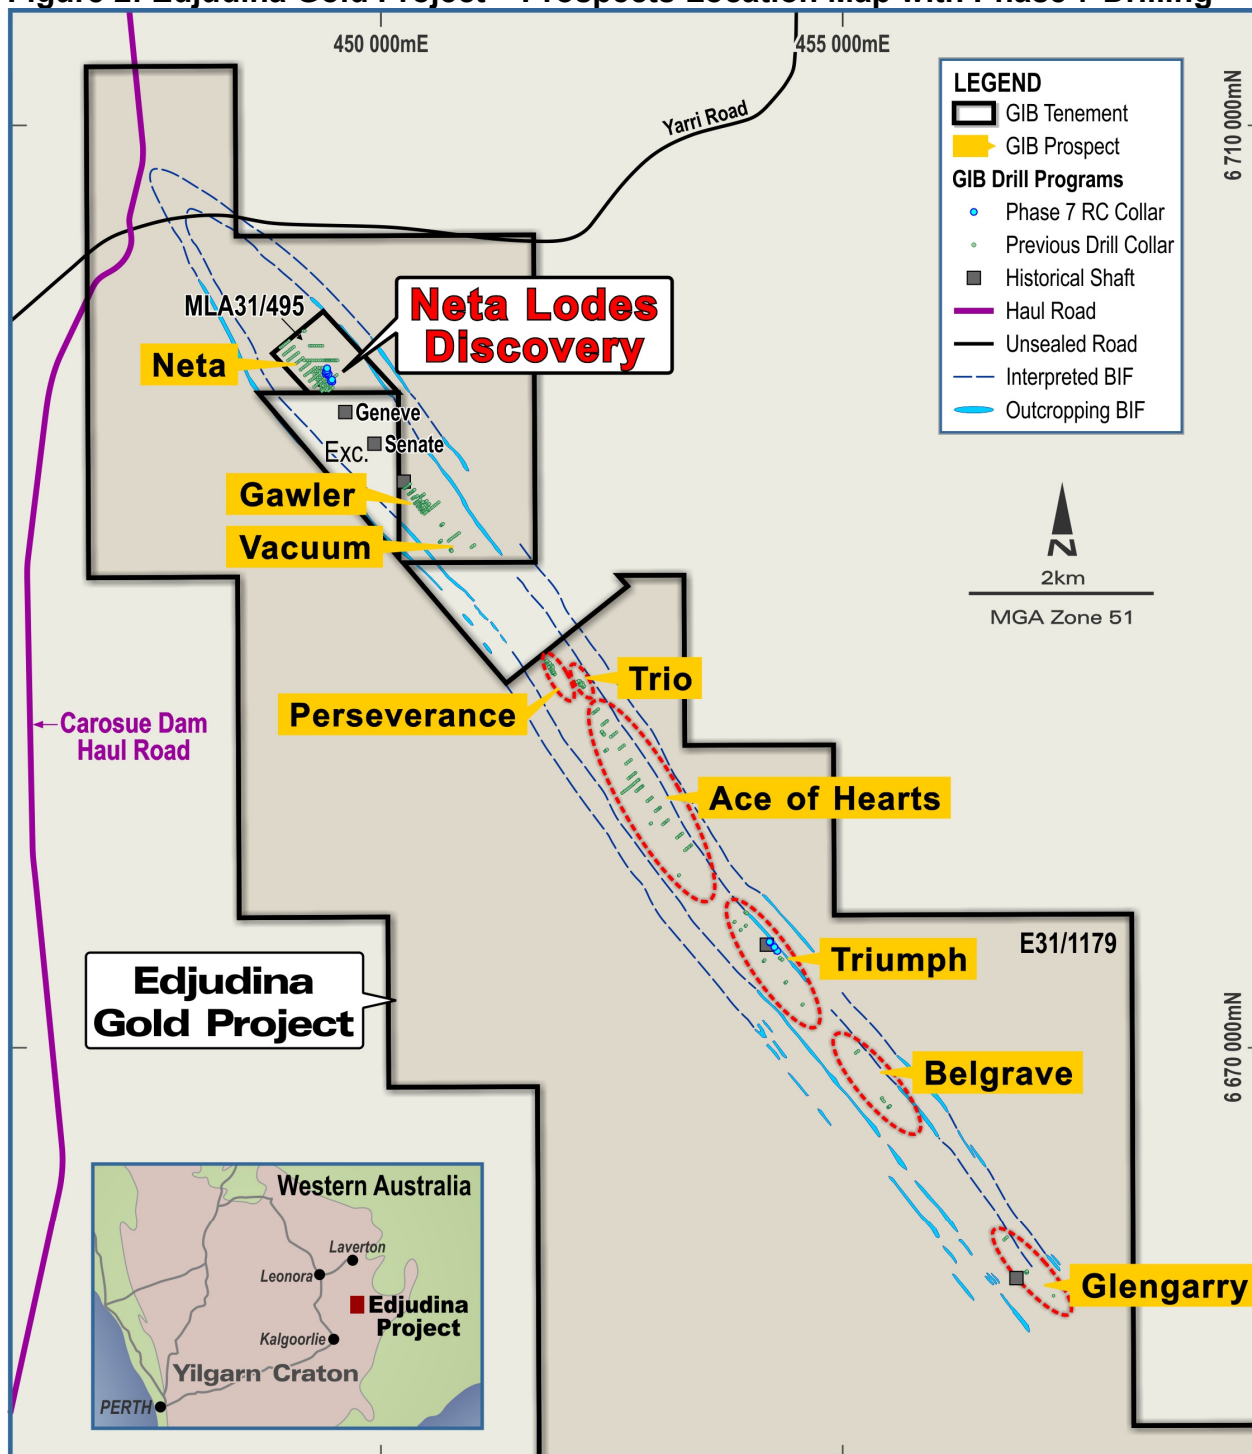 450 000mE
455 000mE
6 710 000mN
Yarri Road
LEGEND
GIB Tenement
GIB Prospect
GIB Drill Programs
Phase 7 RC Collar
Previous Drill Collar
Historical Shaft
Haul Road
Unsealed Road
Interpreted BIF
Outcropping BIF
MLA31/495
Neta Lodes
Discovery
Neta
Geneve
Senate
Exc.
Gawler
Vacuum
N
2km
MGA Zone 51
Trio
Perseverance
Carosue Dam
Haul Road
Ace of Hearts
E31/1179
Triumph
Edjudina
Gold Project
6 670 000mN
Belgrave
Glengarry
Western Australia
Laverton
Leonora
Edjudina
Project
Kalgoorlie
Yilgarn Craton
PERTH